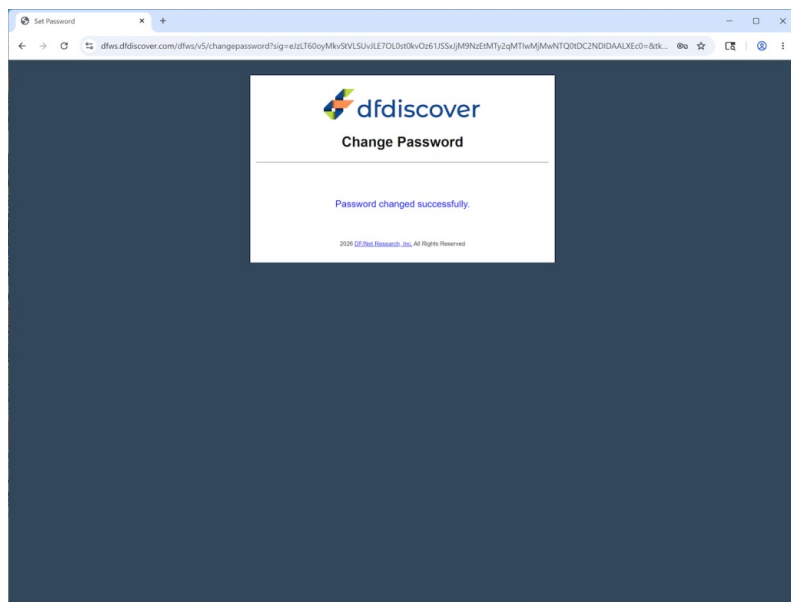 Set Password
dfws.dfdiscover.com/dfws/v5/changepassword?sig=eJzLT60oyMkvStVLSUvJLE7OL0st0kvOz61JSSxJjM9NzEtMTy2qMTIwMjMwNTQ0tDC2NDIDAALXEc0=&tk...
dfdiscover
Change Password
Password changed successfully.
2026 DF/Net Research, Inc. All Rights Reserved